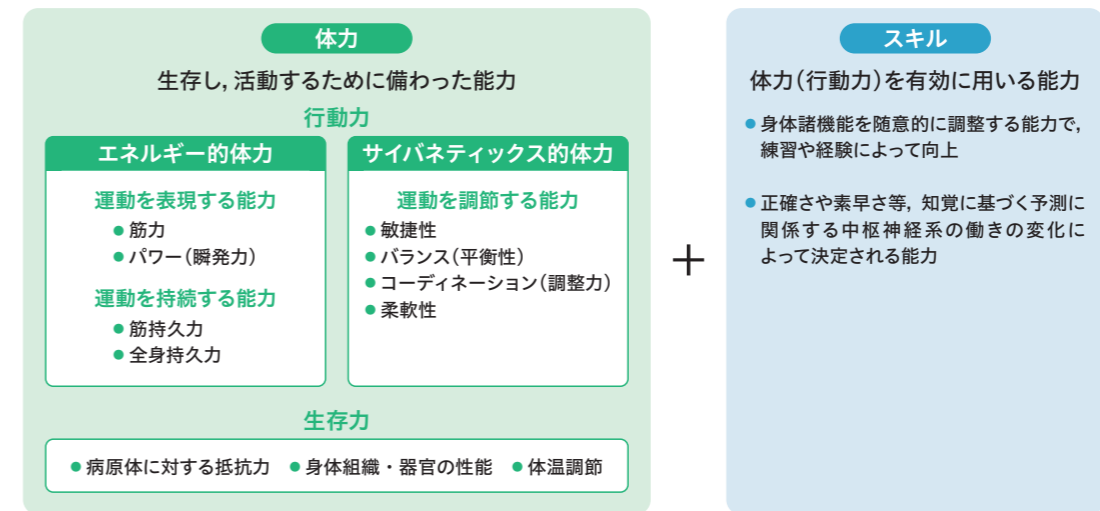 体力
生存し，活動するために備わった能力
行動力
エネルギー的体力
運動を表現する能力
● 筋力
● パワー（瞬発力）
運動を持続する能力
● 筋持久力
● 全身持久力
サイバネティックス的体力
運動を調節する能力
● 敏捷性
● バランス（平衡性）
● コーディネーション（調整力）
● 柔軟性
生存力
● 病原体に対する抵抗力 ● 身体組織・器官の性能 ● 体温調節
＋
スキル
体力（行動力）を有効に用いる能力
● 身体諸機能を随意的に調整する能力で，
練習や経験によって向上
● 正確さや素早さ等，知覚に基づく予測に
関係する中枢神経系の働きの変化に
よって決定される能力